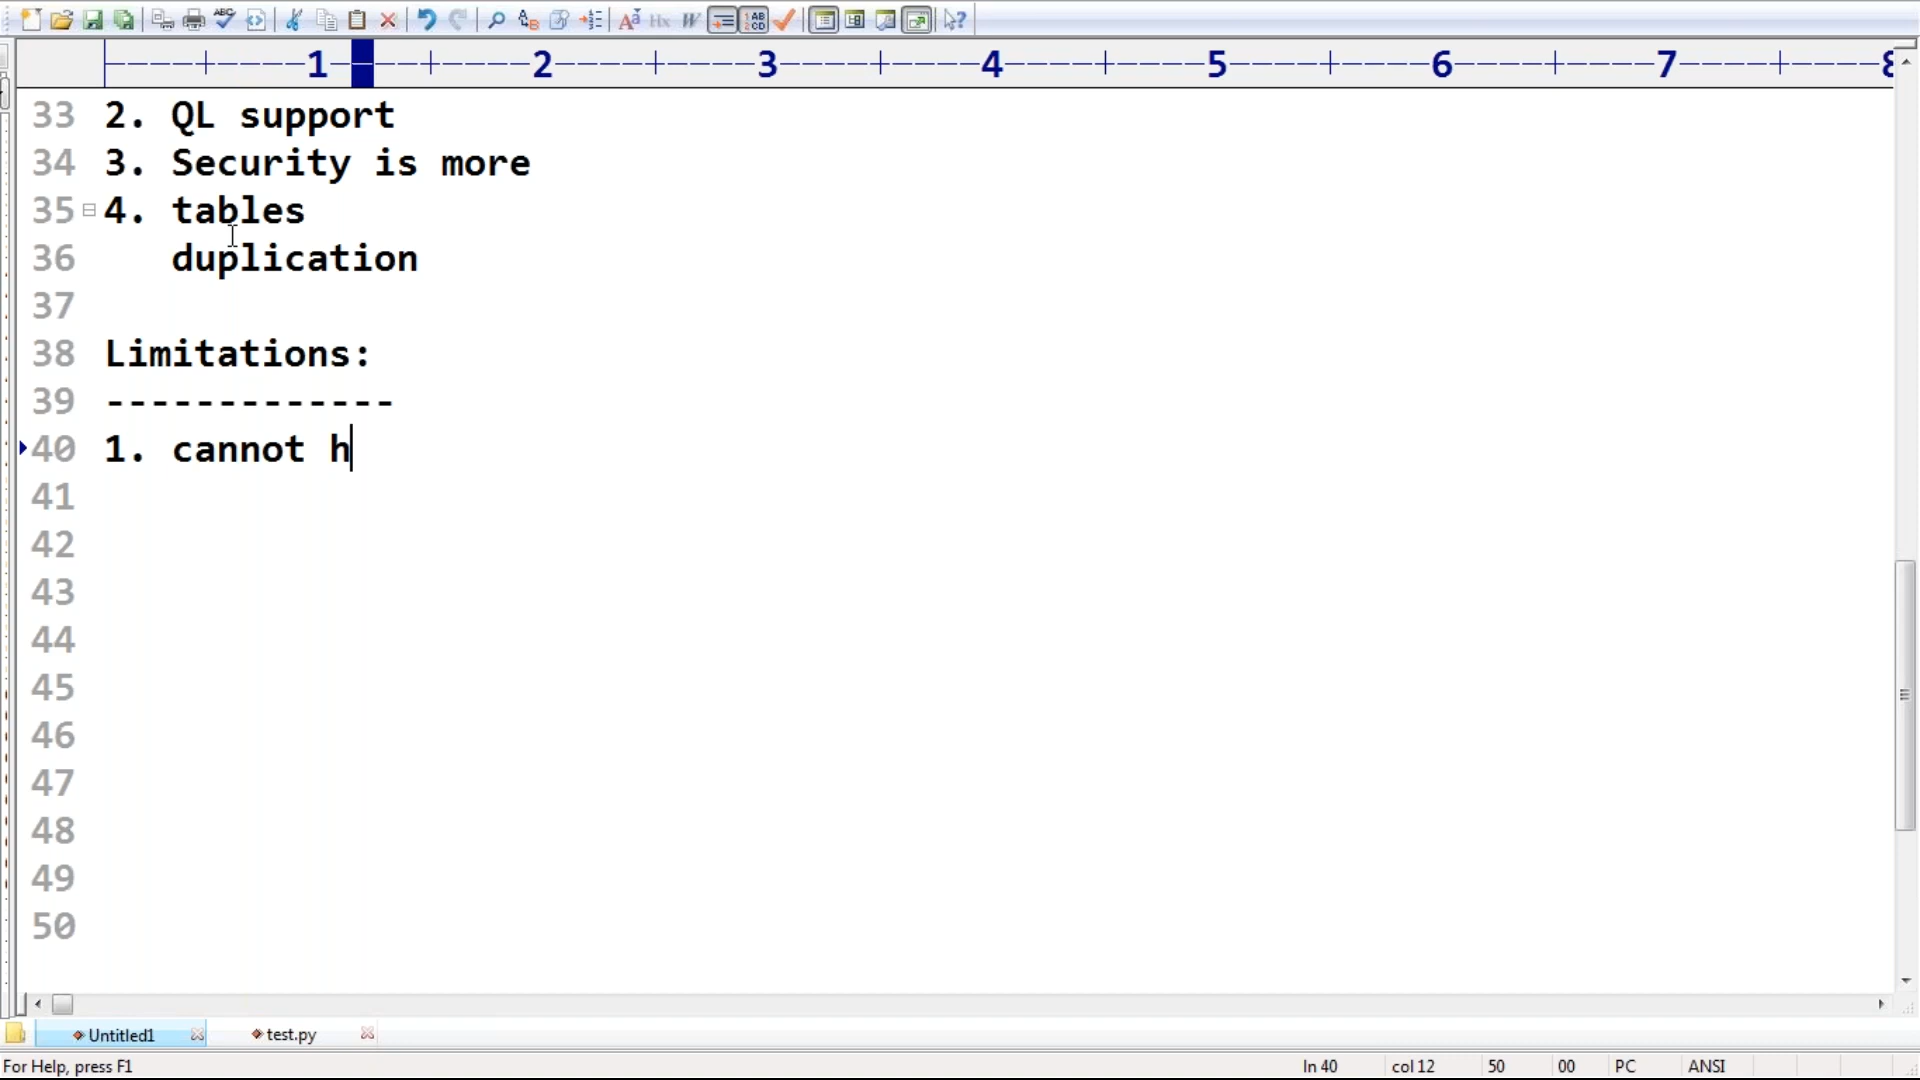 1 2 3 4 5 6 7 8
33 2. QL support
34 3. Security is more
35 4. tables
36 duplication
37
38 Limitations:
39 -------------
40 1. cannot h
41
42
43
44
45
46
47
48
49
50
Untitled1 test.py
For Help, press F1 ln 40 col 12 50 00 PC ANSI